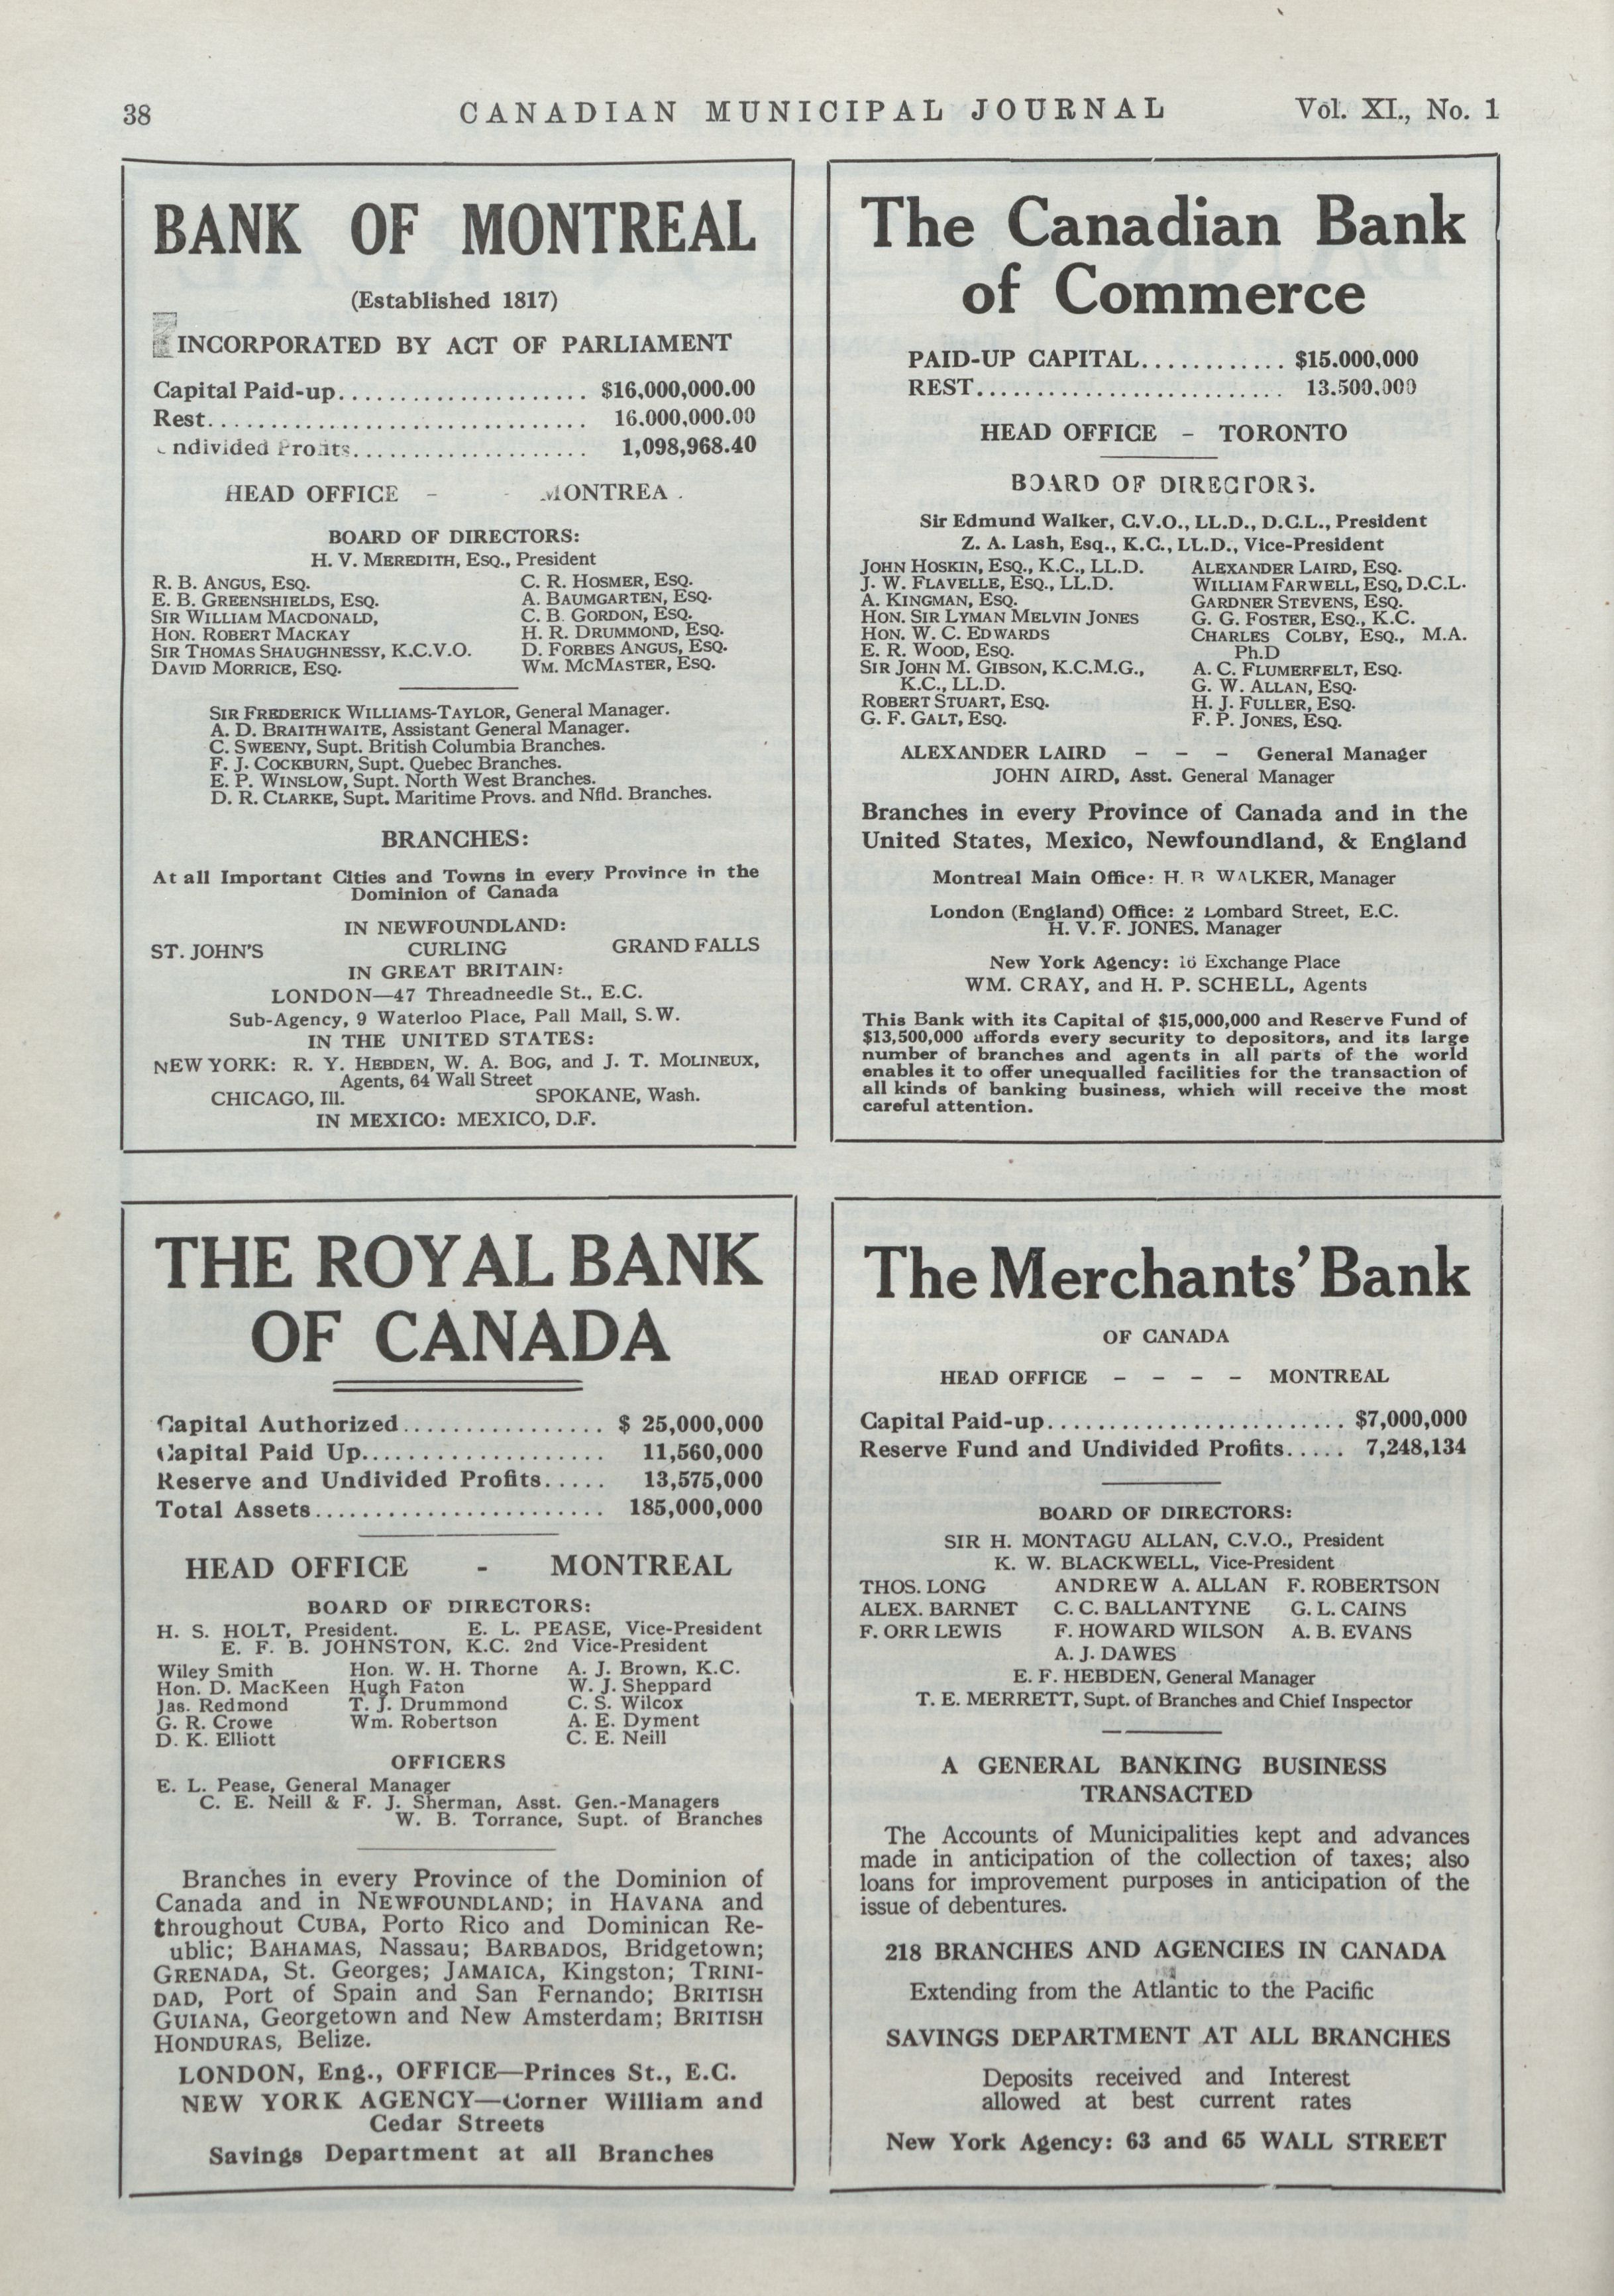 38
CANADIAN MUNICIPAL JOURNAL
Vol. XI., No. 1
BANK OF MONTREAL
(Established 1817)
INCORPORATED BY ACT OF PARLIAMENT
Capital Paid-up..................... $16,000,000.00
Rest................................ 16.000,000.00
ndivided Profits.................... 1,098,968.40
HEAD OFFICE - - MONTREA .
BOARD OF DIRECTORS:
H. V. MEREDITH, ESQ., President
R. B. ANGUS, ESQ. C. R. HOSMER, ESQ.
E. B. GREENSHIELDS, ESQ. A. BAUMGARTEN, ESQ.
SIR WILLIAM MACDONALD, C. B. GORDON, ESQ.
HON. ROBERT MACKAY H. R. DRUMMOND, ESQ.
SIR THOMAS SHAUGHNESSY, K.C.V.O. D. FORBES ANGUS, ESQ.
DAVID MORRICE, ESQ. WM. MCMASTER, ESQ.
SIR FREDERICK WILLIAMS-TAYLOR, General Manager.
A. D. BRAITHWAITE, Assistant General Manager.
C. SWEENY, Supt. British Columbia Branches.
F. J. COCKBURN, Supt. Quebec Branches.
E. P. WINSLOW, Supt. North West Branches.
D. R. CLARKE, Supt. Maritime Provs. and Nfld. Branches.
BRANCHES:
At all Important Cities and Towns in every Province in the
Dominion of Canada
IN NEWFOUNDLAND:
ST. JOHN'S CURLING GRAND FALLS
IN GREAT BRITAIN:
LONDON—47 Threadneedle St., E.C.
Sub-Agency, 9 Waterloo Place, Pall Mall, S.W.
IN THE UNITED STATES:
NEW YORK: R. Y. HEBDEN, W. A. BOG, and J. T. MOLINEUX,
Agents, 64 Wall Street
CHICAGO, Ill. SPOKANE, Wash.
IN MEXICO: MEXICO, D.F.
The Canadian Bank
of Commerce
PAID-UP CAPITAL............ $15.000,000
REST.......................... 13.500.000
HEAD OFFICE - TORONTO
BOARD OF DIRECTORS.
Sir Edmund Walker, C.V.O., LL.D., D.C.L., President
Z. A. Lash, Esq., K.C., LL.D., Vice-President
JOHN HOSKIN, ESQ., K.C., LL.D. ALEXANDER LAIRD, ESQ.
J. W. FLAVELLE, ESQ., LL.D. WILLIAM FARWELL, ESQ, D.C.L.
A. KINGMAN, ESQ. GARDNER STEVENS, ESQ.
HON. SIR LYMAN MELVIN JONES G. G. FOSTER, ESQ., K.C.
HON. W. C. EDWARDS CHARLES COLBY, ESQ., M.A.
E. R. WOOD, ESQ. Ph.D
SIR JOHN M. GIBSON, K.C.M.G., A. C. FLUMERFELT, ESQ.
K.C., LL.D. G. W. ALLAN, ESQ.
ROBERT STUART, ESQ. H. J. FULLER, ESQ.
G. F. GALT, ESQ. F. P. JONES, ESQ.
ALEXANDER LAIRD - - - General Manager
JOHN AIRD, Asst. General Manager
Branches in every Province of Canada and in the
United States, Mexico, Newfoundland, & England
Montreal Main Office: H. B WALKER, Manager
London (England) Office: 2 Lombard Street, E.C.
H. V. F. JONES. Manager
New York Agency: 16 Exchange Place
WM. CRAY, and H. P. SCHELL, Agents
This Bank with its Capital of $15,000,000 and Reserve Fund of
$13,500,000 affords every security to depositors, and its large
number of branches and agents in all parts of the world
enables it to offer unequalled facilities for the transaction of
all kinds of banking business, which will receive the most
careful attention.
THE ROYAL BANK
OF CANADA
Capital Authorized................. $ 25,000,000
Capital Paid Up.................... 11,560,000
Reserve and Undivided Profits..... 13,575,000
Total Assets........................ 185,000,000
HEAD OFFICE - MONTREAL
BOARD OF DIRECTORS:
H. S. HOLT, President. E. L. PEASE, Vice-President
E. F. B. JOHNSTON, K.C. 2nd Vice-President
Wiley Smith Hon. W. H. Thorne A. J. Brown, K.C.
Hon. D. MacKeen Hugh Paton W. J. Sheppard
Jas. Redmond T. J. Drummond C. S. Wilcox
G. R. Crowe Wm. Robertson A. E. Dyment
D. K. Elliott C. E. Neill
OFFICERS
E. L. Pease, General Manager
C. E. Neill & F. J. Sherman, Asst. Gen.-Managers
W. B. Torrance, Supt. of Branches
Branches in every Province of the Dominion of
Canada and in NEWFOUNDLAND; in HAVANA and
throughout CUBA, Porto Rico and Dominican Re-
ublic; BAHAMAS, Nassau; BARBADOS, Bridgetown;
GRENADA, St. Georges; JAMAICA, Kingston; TRINI-
DAD, Port of Spain and San Fernando; BRITISH
GUIANA, Georgetown and New Amsterdam; BRITISH
HONDURAS, Belize.
LONDON, Eng., OFFICE—Princes St., E.C.
NEW YORK AGENCY—Corner William and
Cedar Streets
Savings Department at all Branches
The Merchants' Bank
OF CANADA
HEAD OFFICE - - - - MONTREAL
Capital Paid-up......................... $7,000,000
Reserve Fund and Undivided Profits..... 7,248,134
BOARD OF DIRECTORS:
SIR H. MONTAGU ALLAN, C.V.O., President
K. W. BLACKWELL, Vice-President
THOS. LONG ANDREW A. ALLAN F. ROBERTSON
ALEX. BARNET C. C. BALLANTYNE G. L. CAINS
F. ORR LEWIS F. HOWARD WILSON A. B. EVANS
A. J. DAWES
E. F. HEBDEN, General Manager
T. E. MERRETT, Supt. of Branches and Chief Inspector
A GENERAL BANKING BUSINESS
TRANSACTED
The Accounts of Municipalities kept and advances
made in anticipation of the collection of taxes; also
loans for improvement purposes in anticipation of the
issue of debentures.
218 BRANCHES AND AGENCIES IN CANADA
Extending from the Atlantic to the Pacific
SAVINGS DEPARTMENT AT ALL BRANCHES
Deposits received and Interest
allowed at best current rates
New York Agency: 63 and 65 WALL STREET